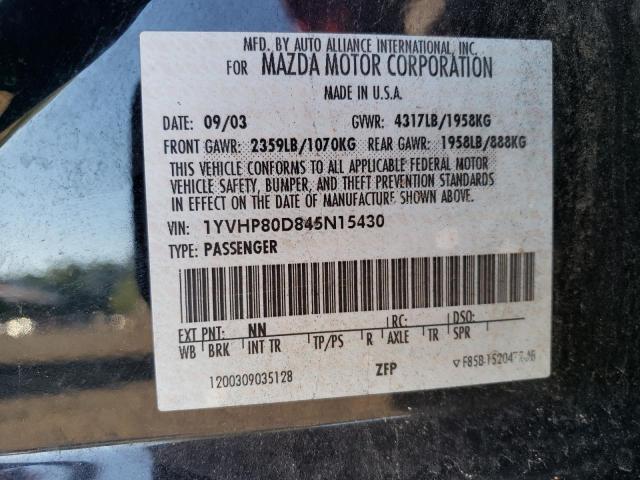 MFD. BY AUTO ALLIANCE INTERNATIONAL, INC.
FOR MAZDA MOTOR CORPORATION
MADE IN U.S.A.
DATE: 09/03 GVWR: 4317LB/1958KG
FRONT GAWR: 2359LB/1070KG REAR GAWR: 1958LB/888KG
THIS VEHICLE CONFORMS TO ALL APPLICABLE FEDERAL MOTOR
VEHICLE SAFETY, BUMPER, AND THEFT PREVENTION STANDARDS
IN EFFECT ON THE DATE OF MANUFACTURE SHOWN ABOVE.
VIN: 1YVHP80D845N15430
TYPE: PASSENGER
EXT PNT: NN RC: DSO:
WB BRK INT TR TP/PS R AXLE TR SPR
1200309035128 ZFP